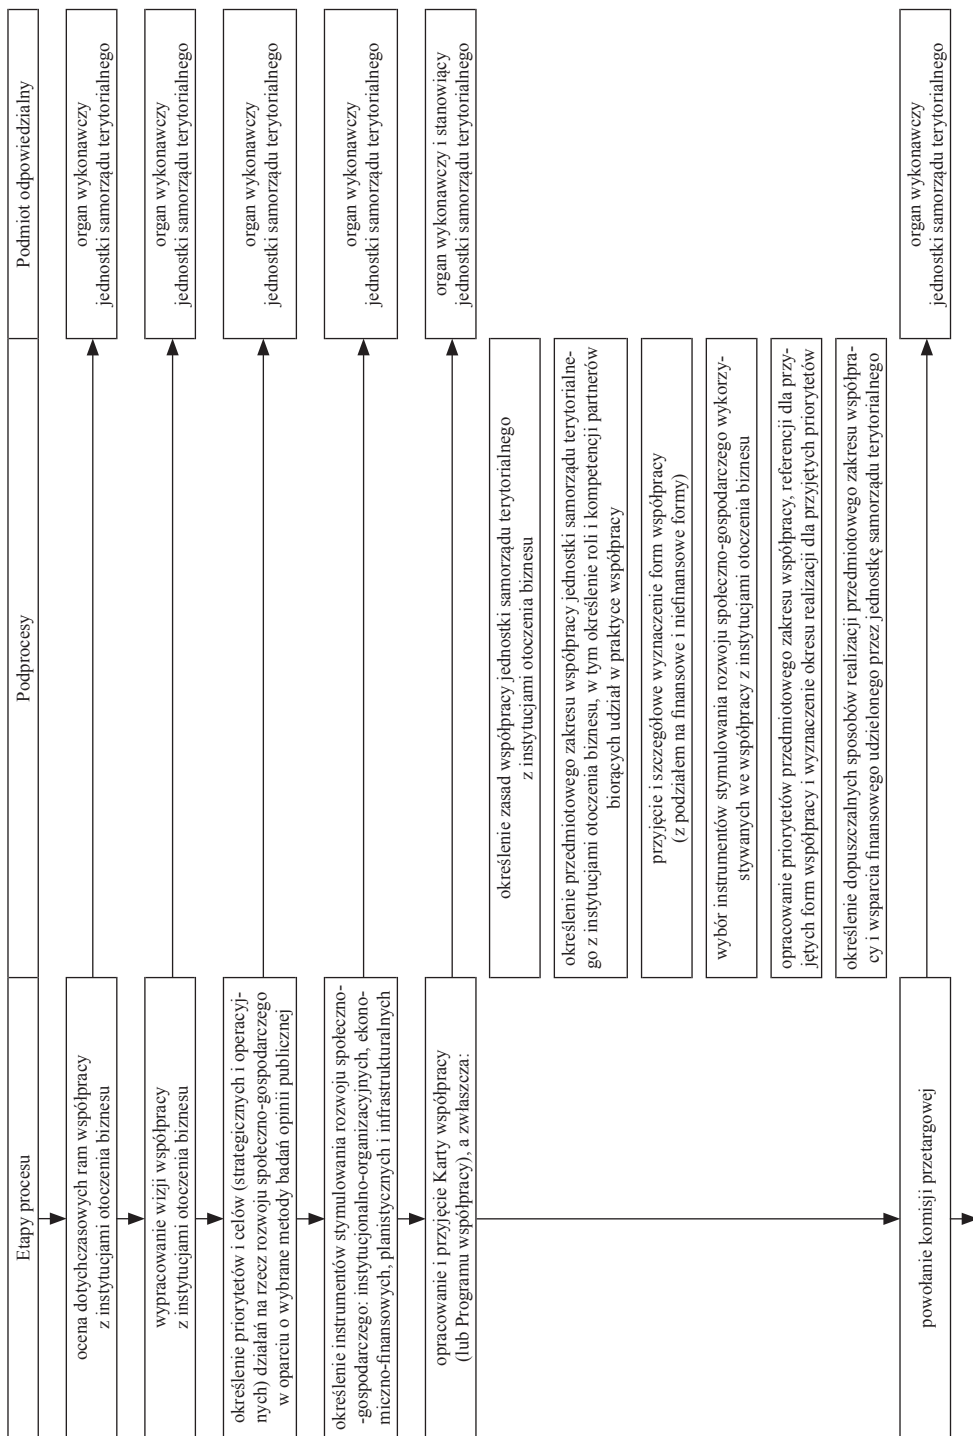 Etapy procesu
Podprocesy
Podmiot odpowiedzialny
ocena dotychczasowych ram współpracy
z instytucjami otoczenia biznesu
organ wykonawczy
jednostki samorządu terytorialnego
wypracowanie wizji współpracy
z instytucjami otoczenia biznesu
organ wykonawczy
jednostki samorządu terytorialnego
określenie priorytetów i celów (strategicznych i operacyj-
nych) działań na rzecz rozwoju społeczno-gospodarczego
w oparciu o wybrane metody badań opinii publicznej
organ wykonawczy
jednostki samorządu terytorialnego
określenie instrumentów stymulowania rozwoju społeczno-
-gospodarczego: instytucjonalno-organizacyjnych, ekono-
miczno-finansowych, planistycznych i infrastrukturalnych
organ wykonawczy
jednostki samorządu terytorialnego
opracowanie i przyjęcie Karty współpracy
(lub Programu współpracy), a zwłaszcza:
organ wykonawczy i stanowiący
jednostki samorządu terytorialnego
określenie zasad współpracy jednostki samorządu terytorialnego
z instytucjami otoczenia biznesu
określenie przedmiotowego zakresu współpracy jednostki samorządu terytorialne-
go z instytucjami otoczenia biznesu, w tym określenie roli i kompetencji partnerów
biorących udział w praktyce współpracy
przyjęcie i szczegółowe wyznaczenie form współpracy
(z podziałem na finansowe i niefinansowe formy)
wybór instrumentów stymulowania rozwoju społeczno-gospodarczego wykorzy-
stywanych we współpracy z instytucjami otoczenia biznesu
opracowanie priorytetów przedmiotowego zakresu współpracy, referencji dla przy-
jętych form współpracy i wyznaczenie okresu realizacji dla przyjętych priorytetów
określenie dopuszczalnych sposobów realizacji przedmiotowego zakresu współpra-
cy i wsparcia finansowego udzielonego przez jednostkę samorządu terytorialnego
powołanie komisji przetargowej
organ wykonawczy
jednostki samorządu terytorialnego